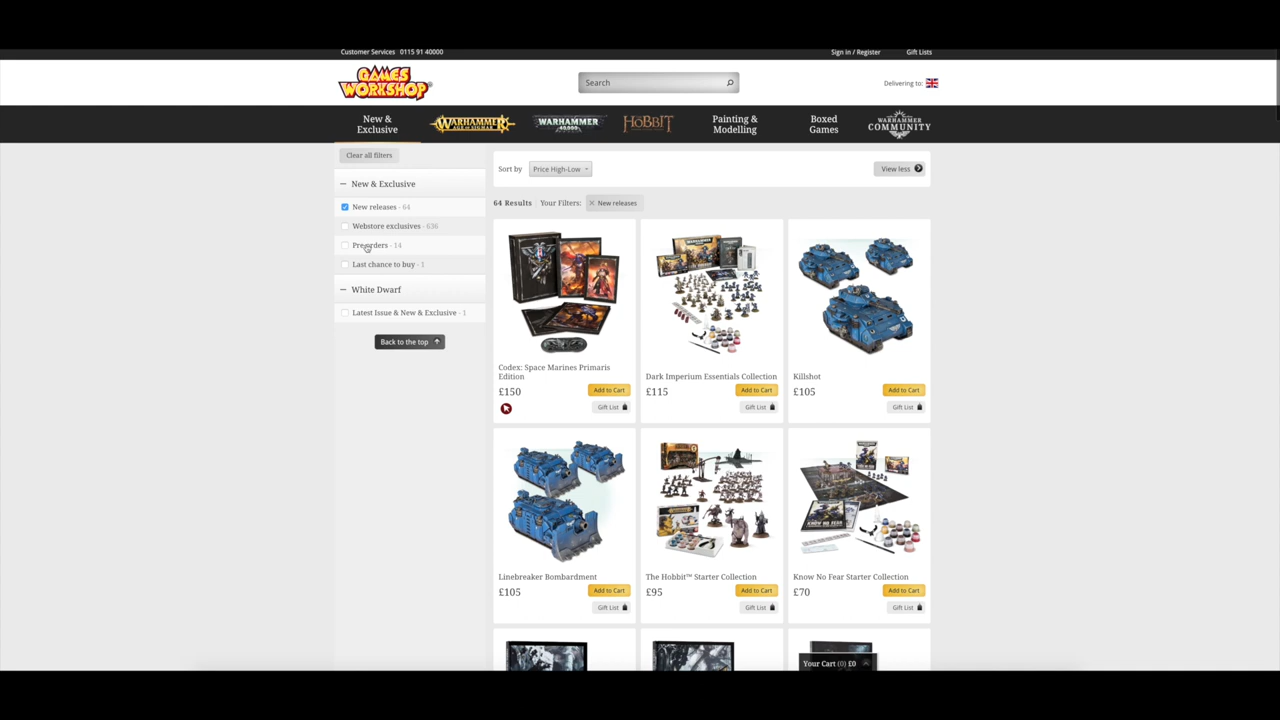 Customer Services 0115 91 40000
Sign in / Register
Gift Lists
GAMES WORKSHOP
Search
Delivering to:
New & Exclusive
WARHAMMER AGE OF SIGMAR
WARHAMMER 40,000
THE HOBBIT
Painting & Modelling
Boxed Games
WARHAMMER COMMUNITY
Clear all filters
New & Exclusive
New releases - 64
Webstore exclusives - 636
Pre-orders - 14
Last chance to buy - 1
White Dwarf
Latest Issue & New & Exclusive - 1
Back to the top
Sort by Price High-Low
View less
64 Results Your Filters: New releases
Codex: Space Marines Primaris Edition
£150 Add to Cart
Gift List
Dark Imperium Essentials Collection
£115 Add to Cart
Gift List
Killshot
£105 Add to Cart
Gift List
Linebreaker Bombardment
£105 Add to Cart
Gift List
The Hobbit™ Starter Collection
£95 Add to Cart
Gift List
Know No Fear Starter Collection
£70 Add to Cart
Gift List
Your Cart (0) £0